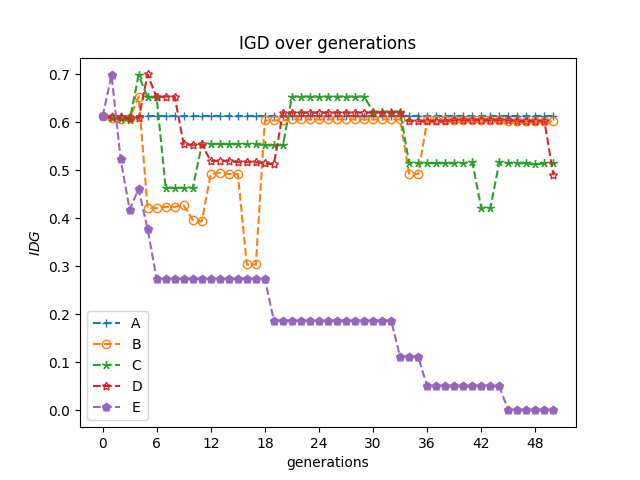 IGD over generations
IDG
0.7
0.6
0.5
0.4
0.3
0.2
0.1
0.0
A
B
C
D
E
0 6 12 18 24 30 36 42 48
generations